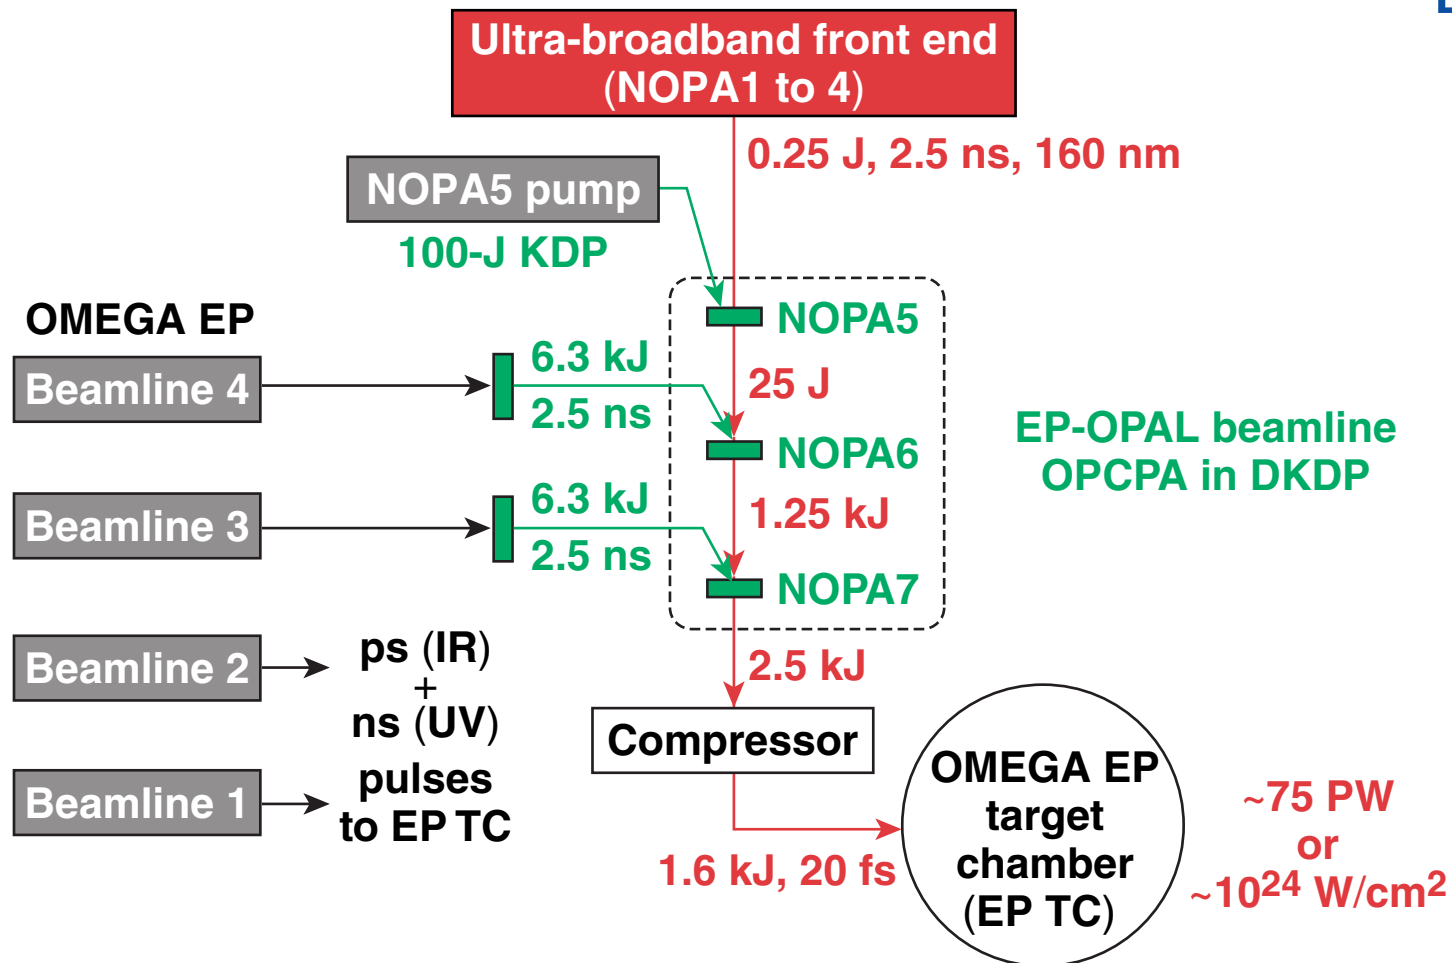 Ultra-broadband front end
(NOPA1 to 4)
0.25 J, 2.5 ns, 160 nm
NOPA5 pump
100-J KDP
OMEGA EP
NOPA5
Beamline 4
6.3 kJ
2.5 ns
25 J
NOPA6
EP-OPAL beamline
OPCPA in DKDP
Beamline 3
6.3 kJ
2.5 ns
1.25 kJ
NOPA7
Beamline 2
ps (IR)
+
ns (UV)
pulses
to EP TC
Beamline 1
2.5 kJ
Compressor
1.6 kJ, 20 fs
OMEGA EP
target
chamber
(EP TC)
~75 PW
or
~10²⁴ W/cm²